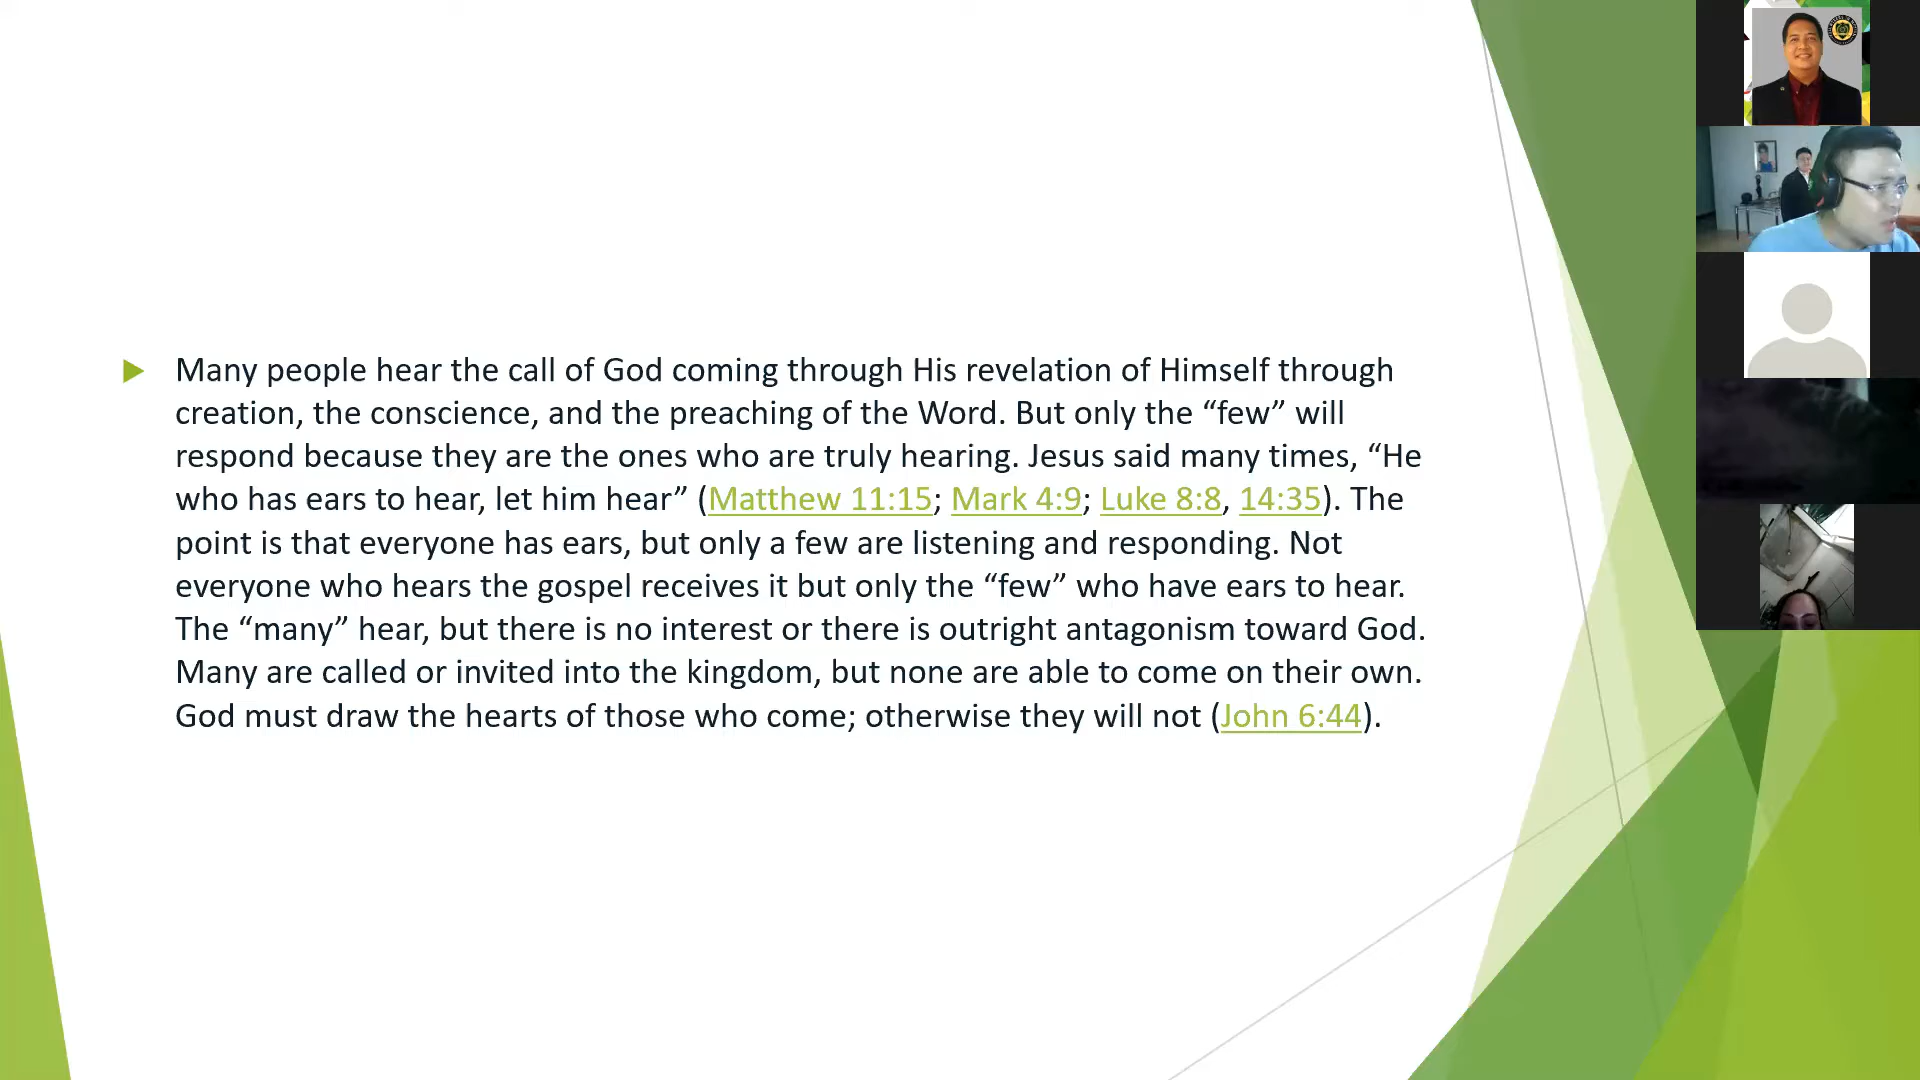 Many people hear the call of God coming through His revelation of Himself through
creation, the conscience, and the preaching of the Word. But only the “few” will
respond because they are the ones who are truly hearing. Jesus said many times, “He
who has ears to hear, let him hear” (Matthew 11:15; Mark 4:9; Luke 8:8, 14:35). The
point is that everyone has ears, but only a few are listening and responding. Not
everyone who hears the gospel receives it but only the “few” who have ears to hear.
The “many” hear, but there is no interest or there is outright antagonism toward God.
Many are called or invited into the kingdom, but none are able to come on their own.
God must draw the hearts of those who come; otherwise they will not (John 6:44).